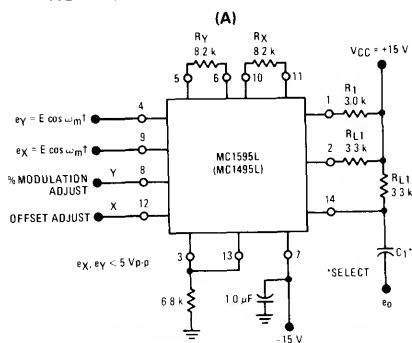 (A)
RY
8.2 k
RX
8.2 k
VCC = +15 V
5
6
10
11
4
eY = E cos ωmt
1
R1
3.0 k
9
eX = E cos ωmt
MC1595L
(MC1495L)
2
RL1
3.3 k
% MODULATION
ADJUST
Y
8
RL1
3.3 k
OFFSET ADJUST
X
12
14
eX, eY < 5 Vp-p
3
13
7
*SELECT
C1*
6.8 k
1.0 μF
eo
-15 V